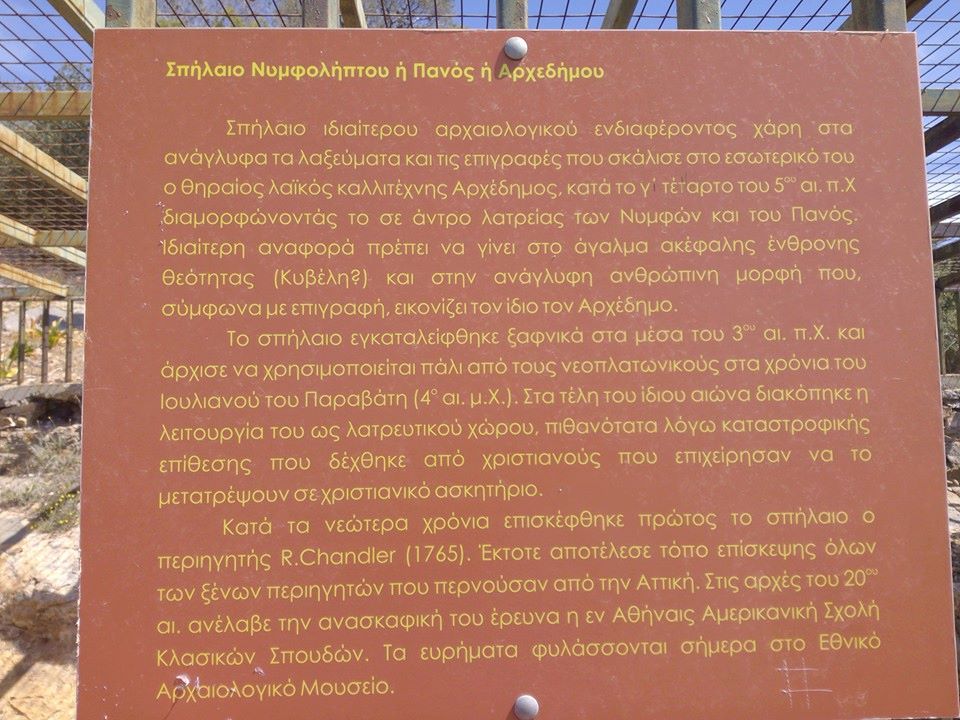 Σπήλαιο Νυμφολήπτου ή Πανός ή Αρχεδήμου
Σπήλαιο ιδιαίτερου αρχαιολογικού ενδιαφέροντος χάρη στα
ανάγλυφα τα λαξεύματα και τις επιγραφές που σκάλισε στο εσωτερικό του
ο θηραίος λαϊκός καλλιτέχνης Αρχέδημος, κατά το γ' τέταρτο του 5ου αι. π.Χ
διαμορφώνοντάς το σε άντρο λατρείας των Νυμφών και του Πανός.
Ιδιαίτερη αναφορά πρέπει να γίνει στο άγαλμα ακέφαλης ένθρονης
θεότητας (Κυβέλη?) και στην ανάγλυφη ανθρώπινη μορφή που,
σύμφωνα με επιγραφή, εικονίζει τον ίδιο τον Αρχέδημο.
Το σπήλαιο εγκαταλείφθηκε ξαφνικά στα μέσα του 3ου αι. π.Χ. και
άρχισε να χρησιμοποιείται πάλι από τους νεοπλατωνικούς στα χρόνια του
Ιουλιανού του Παραβάτη (4ο αι. μ.Χ.). Στα τέλη του ίδιου αιώνα διακόπηκε η
λειτουργία του ως λατρευτικού χώρου, πιθανότατα λόγω καταστροφικής
επίθεσης που δέχθηκε από χριστιανούς που επιχείρησαν να το
μετατρέψουν σε χριστιανικό ασκητήριο.
Κατά τα νεώτερα χρόνια επισκέφθηκε πρώτος το σπήλαιο ο
περιηγητής R.Chandler (1765). Έκτοτε αποτέλεσε τόπο επίσκεψης όλων
των ξένων περιηγητών που περνούσαν από την Αττική. Στις αρχές του 20ου
αι. ανέλαβε την ανασκαφική του έρευνα η εν Αθήναις Αμερικανική Σχολή
Κλασικών Σπουδών. Τα ευρήματα φυλάσσονται σήμερα στο Εθνικό
Αρχαιολογικό Μουσείο.